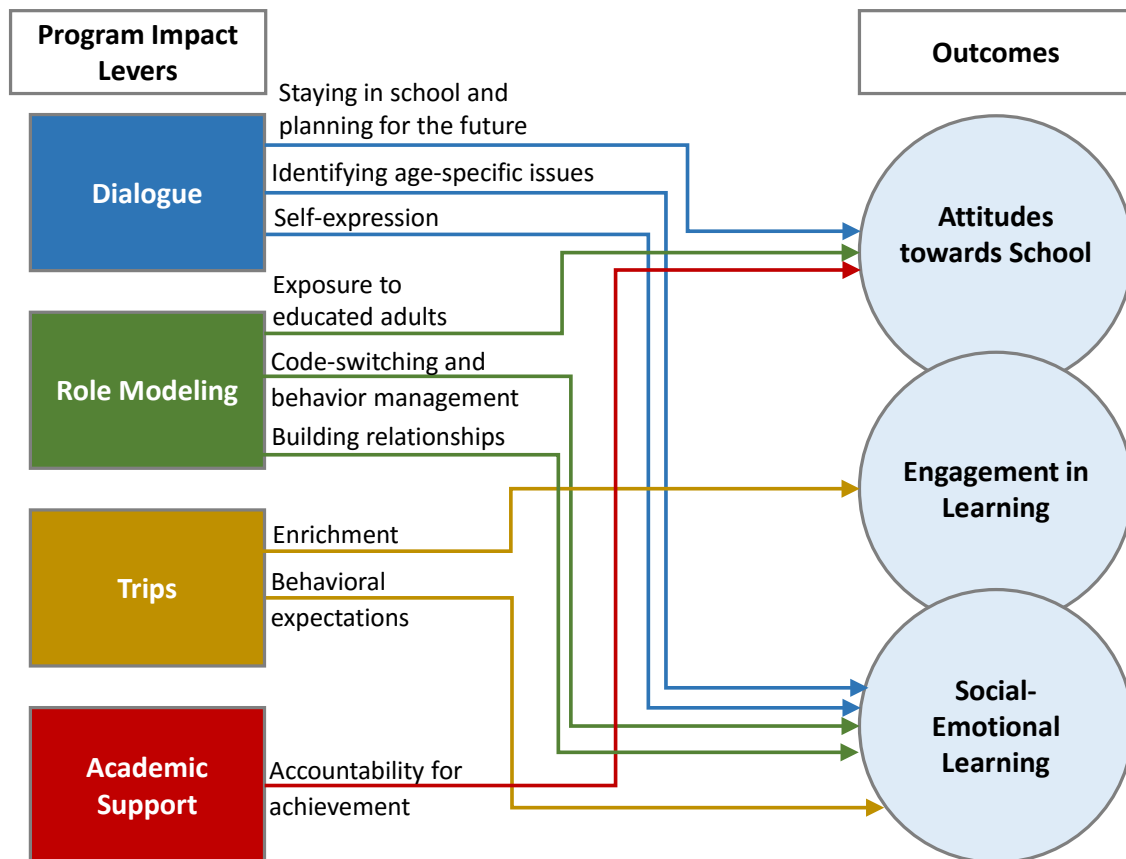 Program Impact
Levers
Outcomes
Dialogue
Staying in school and
planning for the future
Identifying age-specific issues
Self-expression
Role Modeling
Exposure to
educated adults
Code-switching and
behavior management
Building relationships
Trips
Enrichment
Behavioral
expectations
Academic
Support
Accountability for
achievement
Attitudes
towards School
Engagement in
Learning
Social-
Emotional
Learning